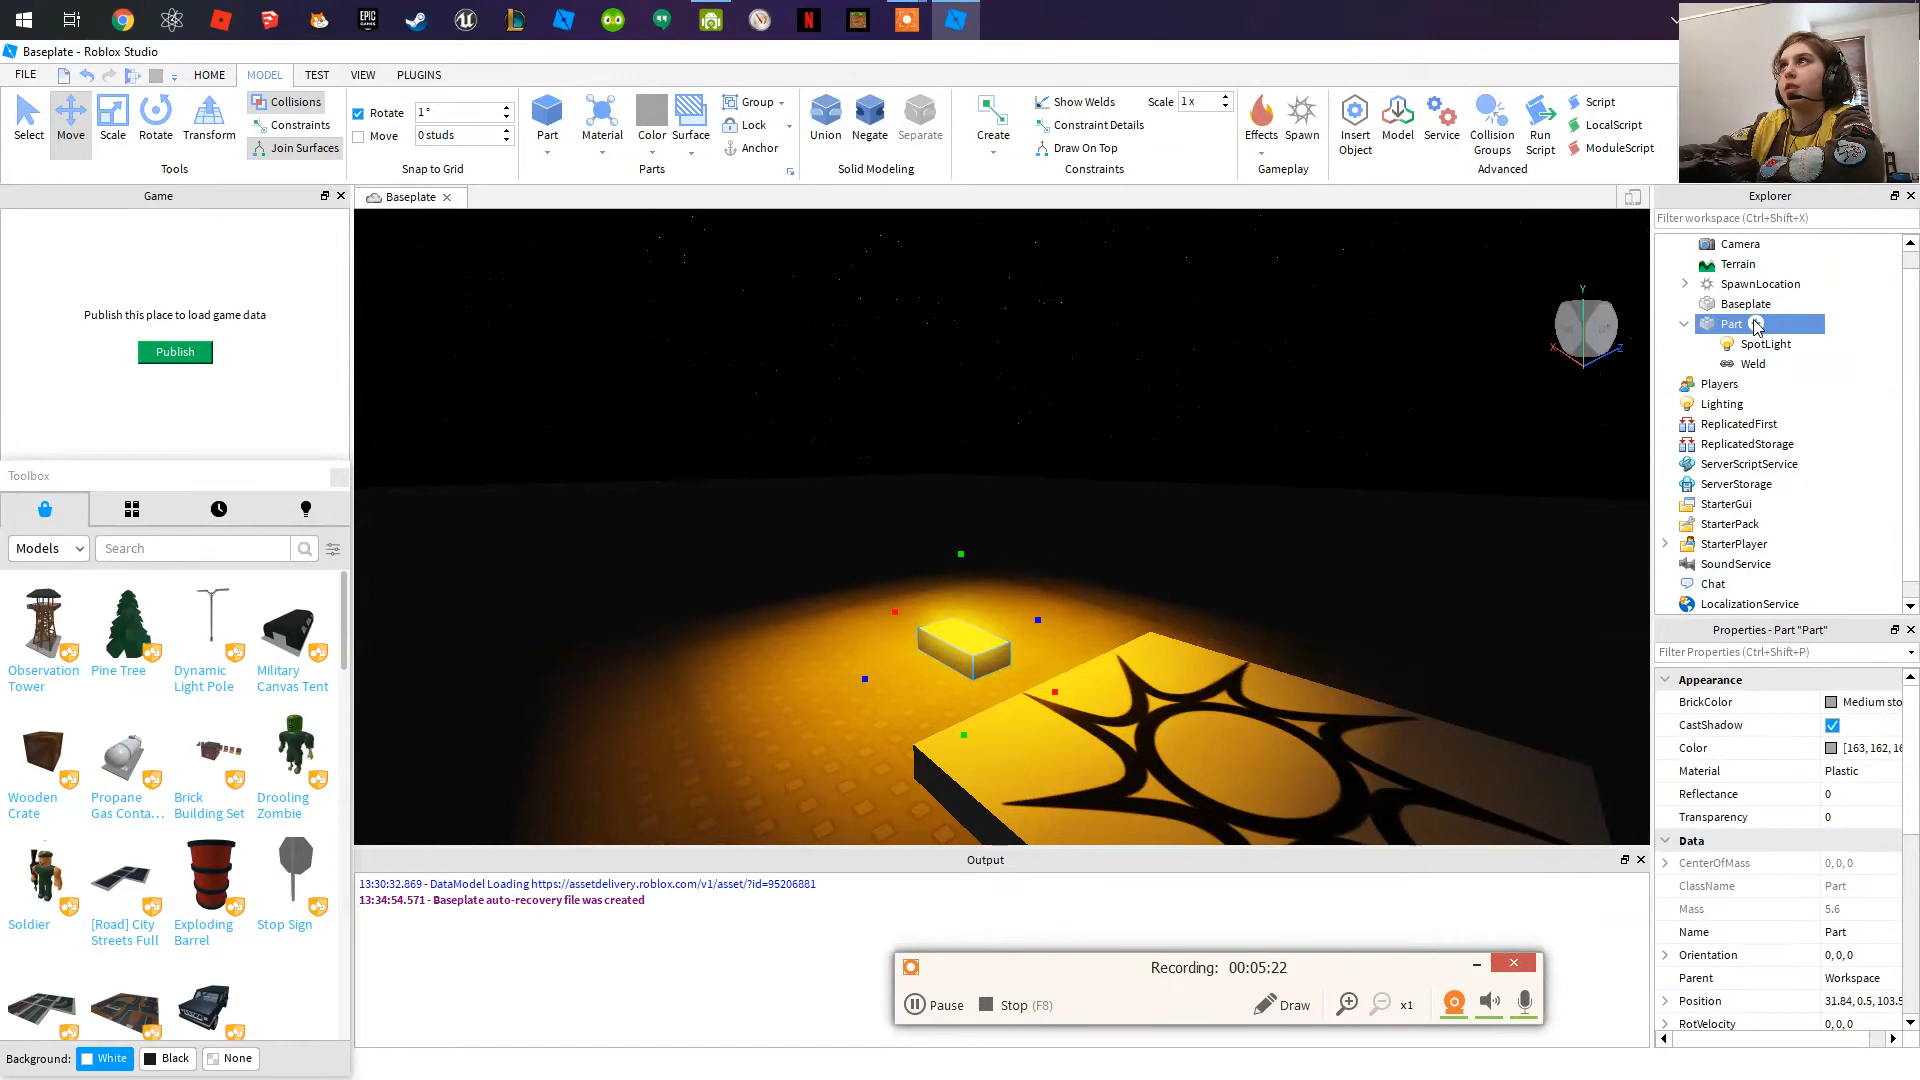 EPIC GAMES
N
Baseplate - Roblox Studio
FILE HOME MODEL TEST VIEW PLUGINS
Select Move Scale Rotate Transform
Collisions
Constraints
Join Surfaces
Tools
Rotate 1 °
Move 0 studs
Snap to Grid
Part Material Color Surface
Group
Lock
Anchor
Parts
Union Negate Separate
Solid Modeling
Create
Show Welds
Constraint Details
Draw On Top
Scale 1 x
Constraints
Effects Spawn
Gameplay
Insert Object
Model
Service
Collision Groups
Run Script
Script
LocalScript
ModuleScript
Advanced
Game
Publish this place to load game data
Publish
Baseplate
Y
X
Z
Explorer
Filter workspace (Ctrl+Shift+X)
Camera
Terrain
SpawnLocation
Baseplate
Part
SpotLight
Weld
Players
Lighting
ReplicatedFirst
ReplicatedStorage
ServerScriptService
ServerStorage
StarterGui
StarterPack
StarterPlayer
SoundService
Chat
LocalizationService
Toolbox
Models Search
Observation Tower
Pine Tree
Dynamic Light Pole
Military Canvas Tent
Wooden Crate
Propane Gas Conta...
Brick Building Set
Drooling Zombie
Soldier
[Road] City Streets Full
Exploding Barrel
Stop Sign
Background: White Black None
Output
13:30:32.869 - DataModel Loading https://assetdelivery.roblox.com/v1/asset/?id=95206881
13:34:54.571 - Baseplate auto-recovery file was created
Recording: 00:05:22
Pause Stop (F8) Draw x1
Properties - Part "Part"
Filter Properties (Ctrl+Shift+P)
Appearance
BrickColor Medium sto
CastShadow
Color [163, 162, 16
Material Plastic
Reflectance 0
Transparency 0
Data
CenterOfMass 0, 0, 0
ClassName Part
Mass 5.6
Name Part
Orientation 0, 0, 0
Parent Workspace
Position 31.84, 0.5, 103.5
RotVelocity 0, 0, 0